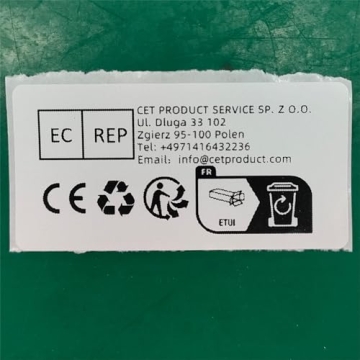 CET PRODUCT SERVICE SP. Z O.O.
Ul. Dluga 33 102
Zgierz 95-100 Polen
Tel: +4971416432236
Email: info@cetproduct.com
EC REP
CE
FR
ETUI